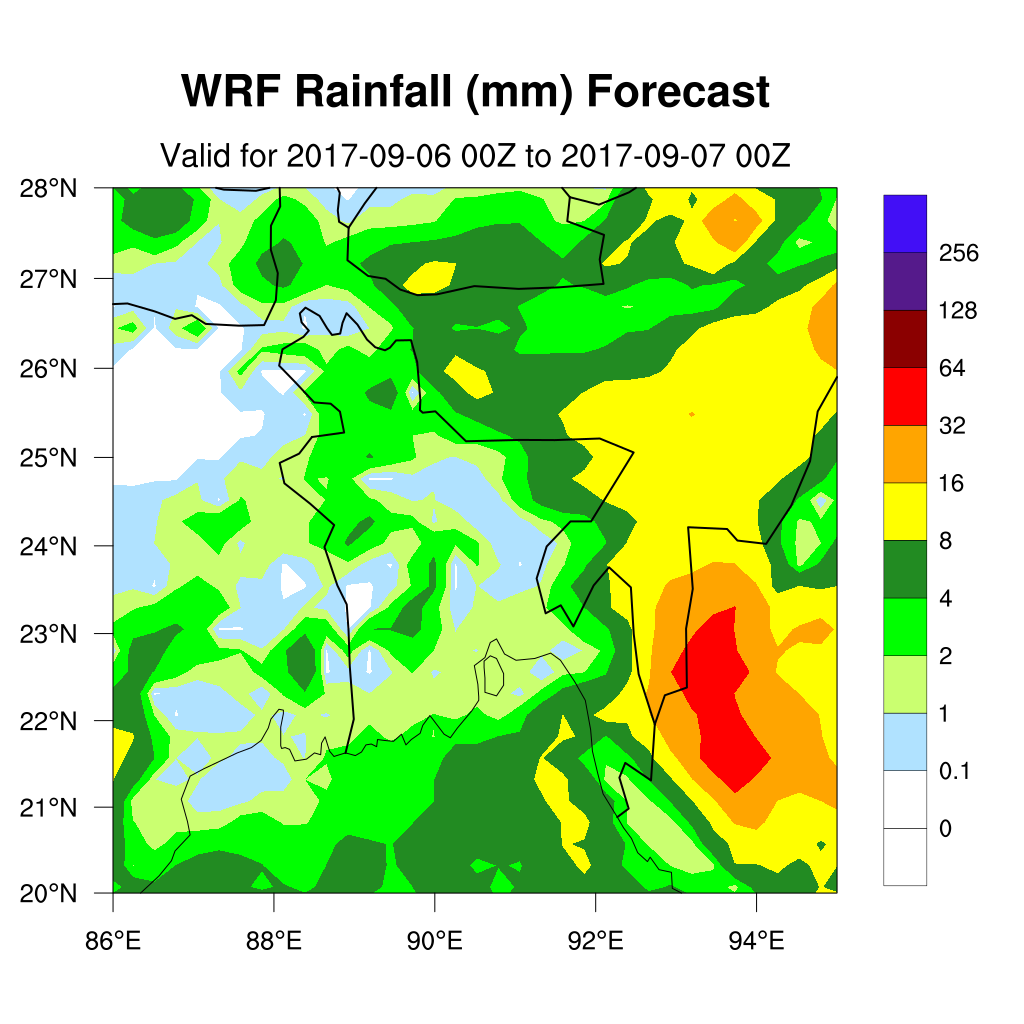 WRF Rainfall (mm) Forecast
Valid for 2017-09-06 00Z to 2017-09-07 00Z
28°N
27°N
26°N
25°N
24°N
23°N
22°N
21°N
20°N
86°E 88°E 90°E 92°E 94°E
256
128
64
32
16
8
4
2
1
0.1
0